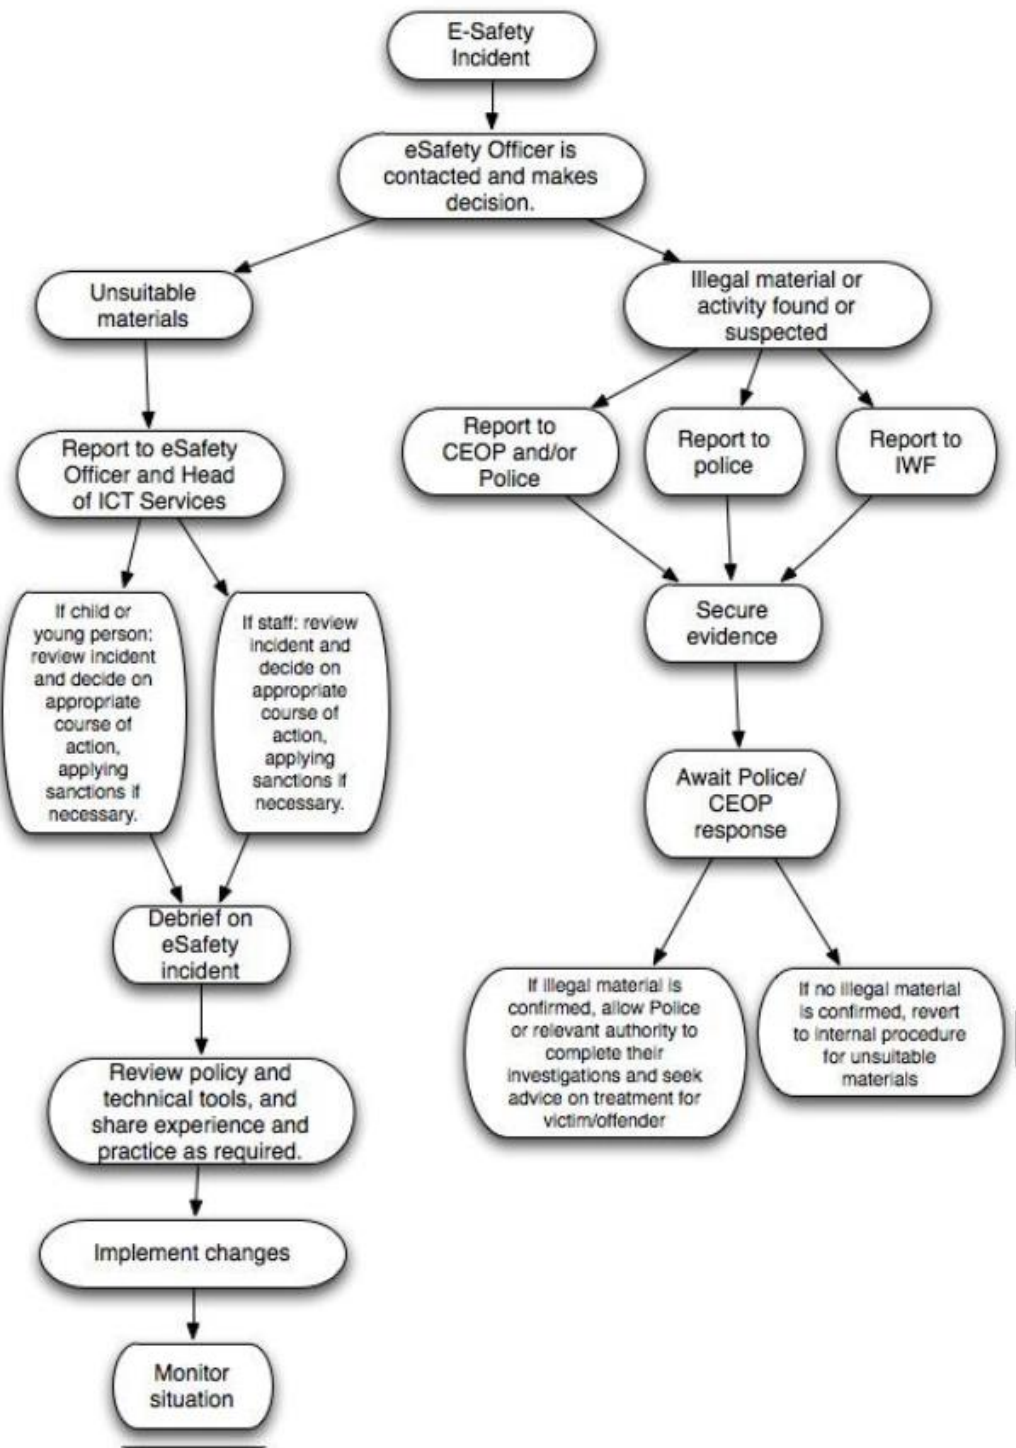 E-Safety
Incident
eSafety Officer is
contacted and makes
decision.
Unsuitable
materials
Illegal material or
activity found or
suspected
Report to eSafety
Officer and Head
of ICT Services
Report to
CEOP and/or
Police
Report to
police
Report to
IWF
If child or
young person:
review incident
and decide on
appropriate
course of
action,
applying
sanctions if
necessary.
If staff: review
incident and
decide on
appropriate
course of
action,
applying
sanctions if
necessary.
Secure
evidence
Await Police/
CEOP
response
Debrief on
eSafety
incident
If illegal material is
confirmed, allow Police
or relevant authority to
complete their
investigations and seek
advice on treatment for
victim/offender
If no illegal material
is confirmed, revert
to internal procedure
for unsuitable
materials
Review policy and
technical tools, and
share experience and
practice as required.
Implement changes
Monitor
situation